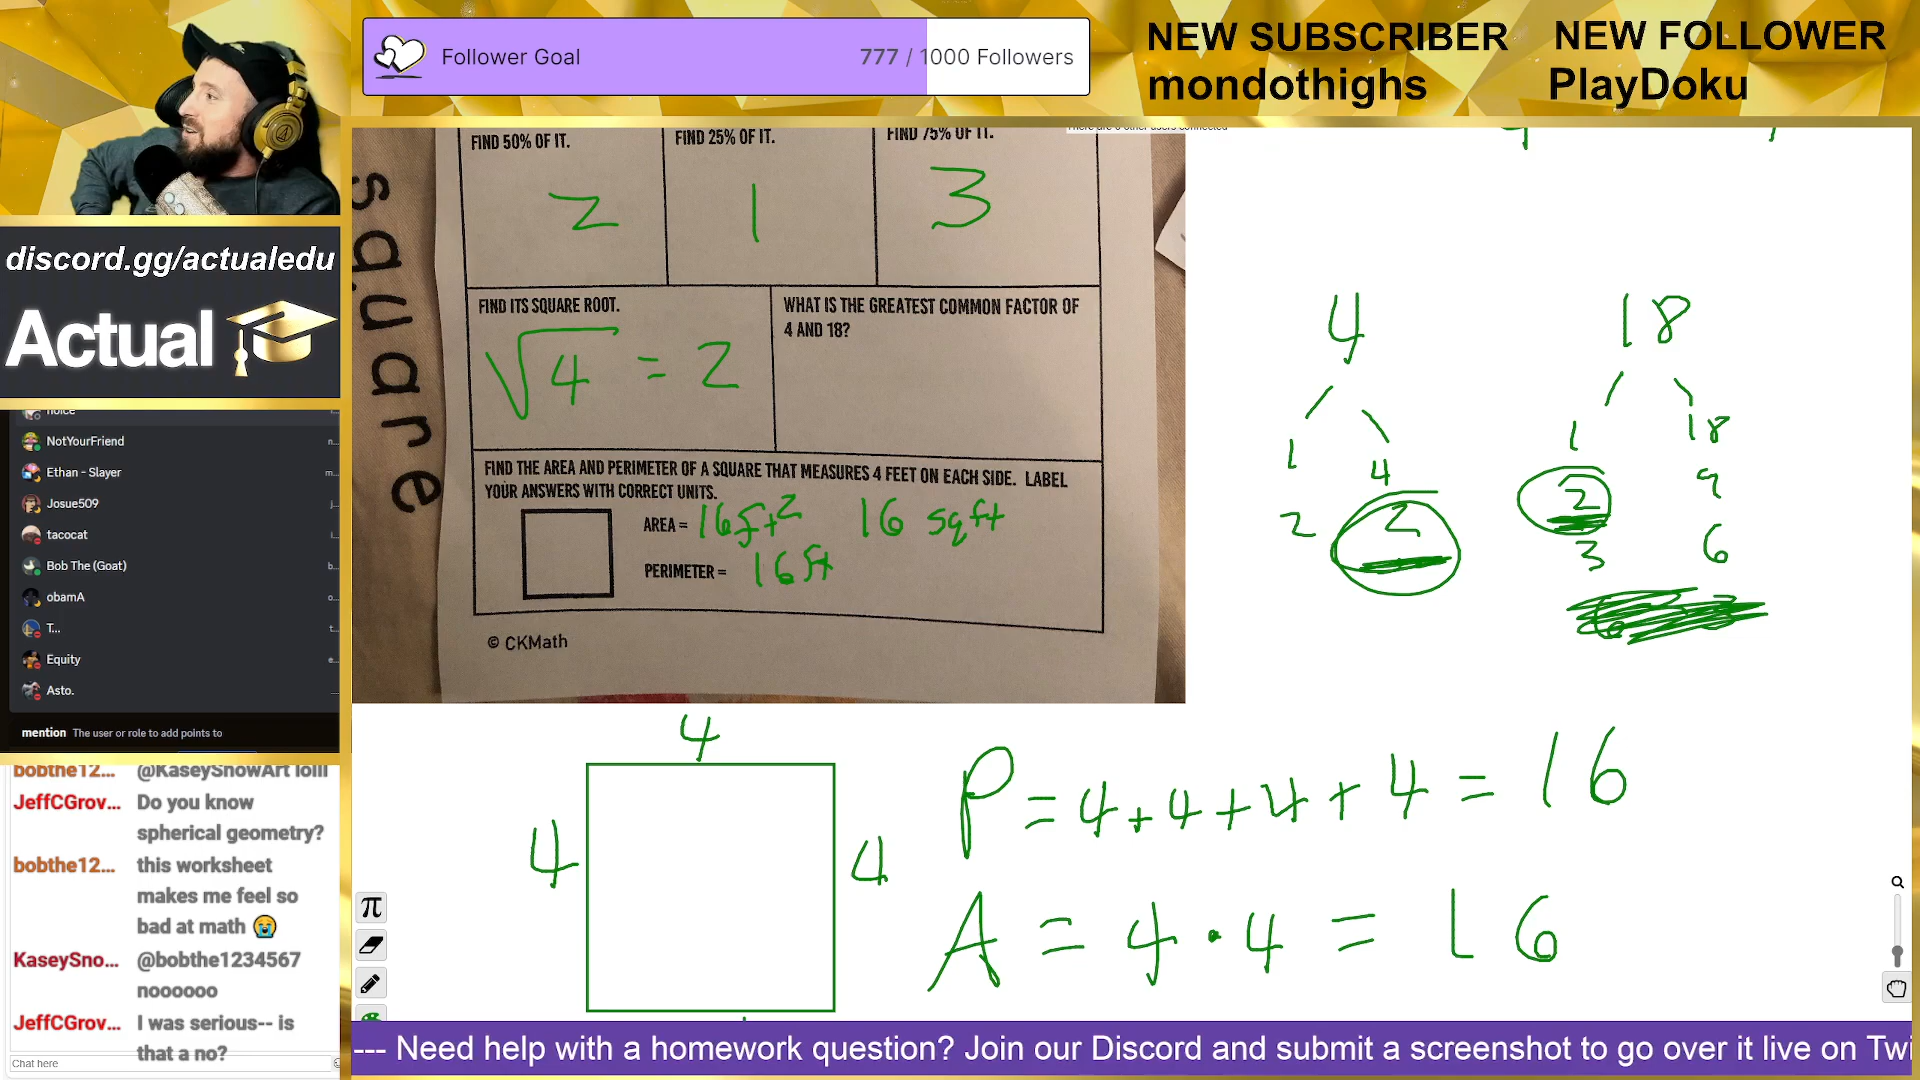 Follower Goal
777 / 1000 Followers
NEW SUBSCRIBER
mondothighs
NEW FOLLOWER
PlayDoku
discord.gg/actualedu
Actual
noice
NotYourFriend
n...
Ethan - Slayer
m...
Josue509
j...
tacocat
i...
Bob The (Goat)
b...
obamA
o...
T...
t...
Equity
e...
Asto.
mention The user or role to add points to
bobthe12... @KaseySnowArt lolll
JeffCGrov... Do you know
spherical geometry?
bobthe12... this worksheet
makes me feel so
bad at math 😭
KaseySno... @bobthe1234567
noooooo
JeffCGrov... I was serious-- is
that a no?
Chat here
square
FIND 50% OF IT.
2
FIND 25% OF IT.
1
FIND 75% OF IT.
3
FIND ITS SQUARE ROOT.
√4 = 2
WHAT IS THE GREATEST COMMON FACTOR OF
4 AND 18?
FIND THE AREA AND PERIMETER OF A SQUARE THAT MEASURES 4 FEET ON EACH SIDE. LABEL
YOUR ANSWERS WITH CORRECT UNITS.
AREA = 16ft² 16 sqft
PERIMETER = 16ft
© CKMath
4 18
1 4 1 18
2 2 2 9
3 6
4
4 4
P = 4+4+4+4 = 16
A = 4·4 = 16
π
--- Need help with a homework question? Join our Discord and submit a screenshot to go over it live on Twi